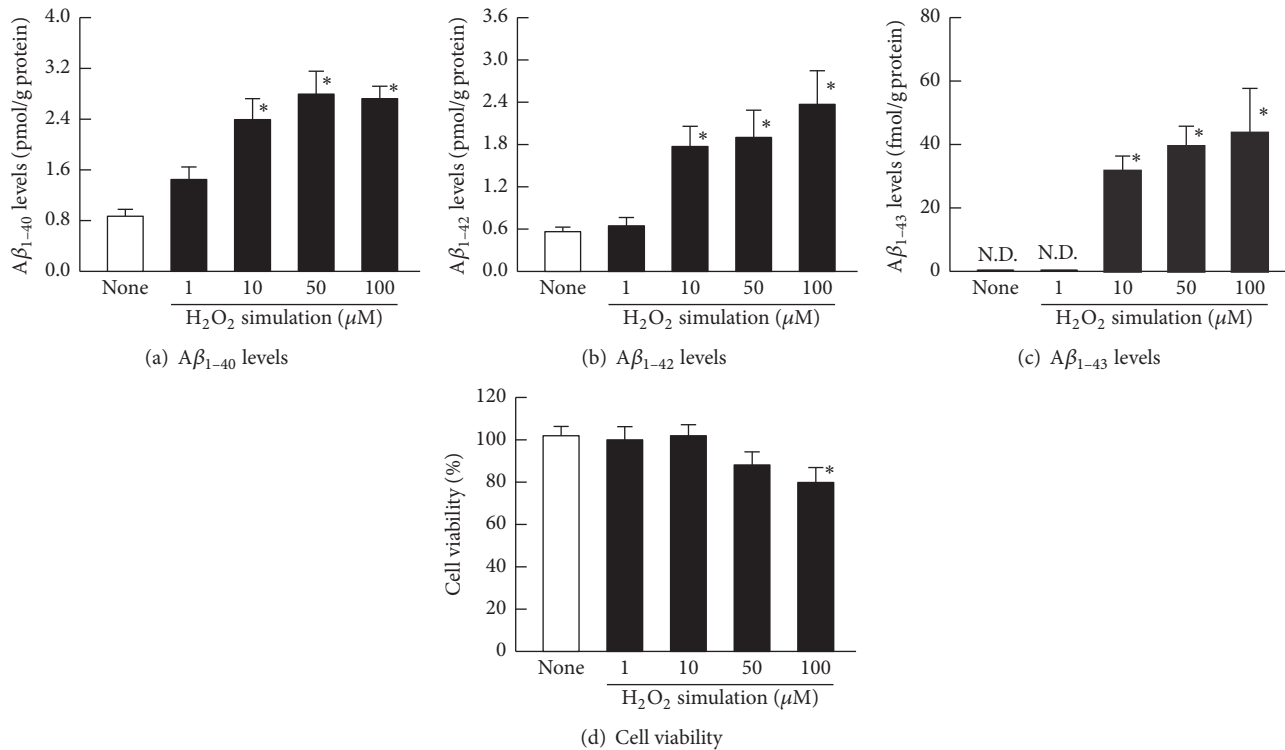 Aβ1–40 levels (pmol/g protein)
4.0
3.2
2.4
1.6
0.8
0.0
* * *
None 1 10 50 100
H2O2 simulation (μM)
(a) Aβ1–40 levels
Aβ1–42 levels (pmol/g protein)
3.6
3.0
2.4
1.8
1.2
0.6
0.0
* * *
None 1 10 50 100
H2O2 simulation (μM)
(b) Aβ1–42 levels
Aβ1–43 levels (fmol/g protein)
80
60
40
20
0
N.D. N.D. * * *
None 1 10 50 100
H2O2 simulation (μM)
(c) Aβ1–43 levels
Cell viability (%)
120
100
80
60
40
20
0
*
None 1 10 50 100
H2O2 simulation (μM)
(d) Cell viability